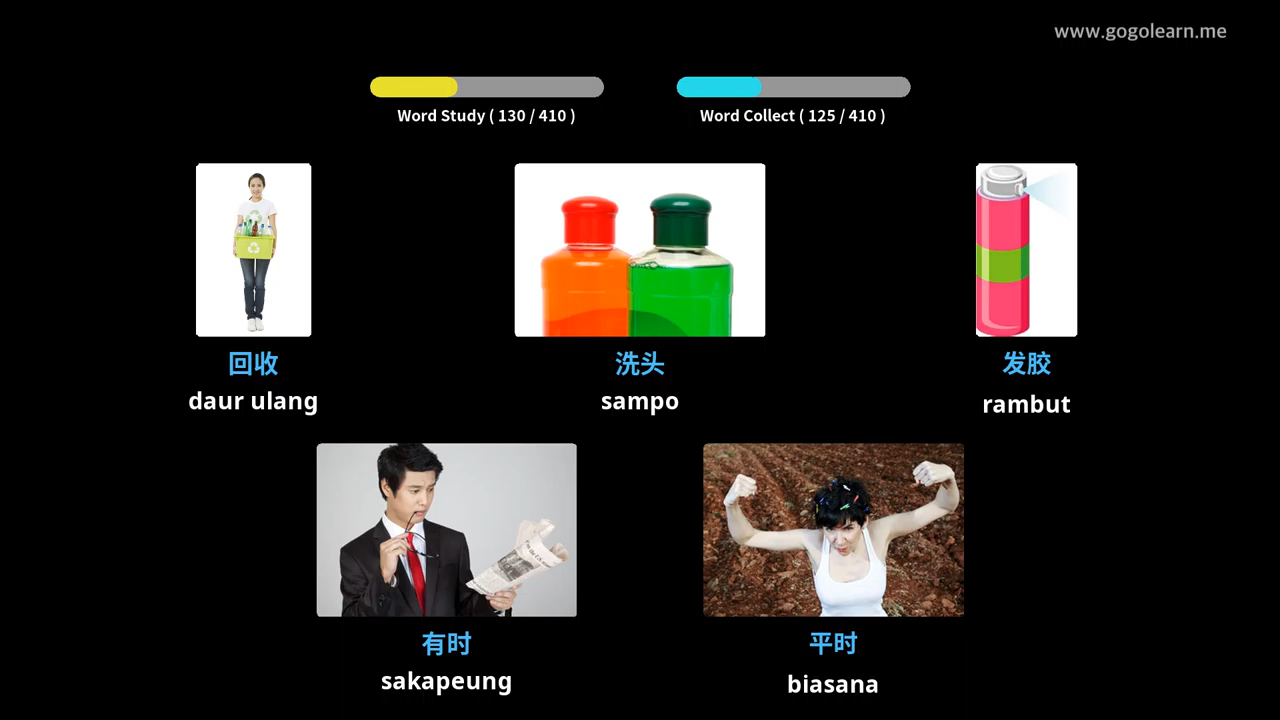 www.gogolearn.me
Word Study ( 130 / 410 )
Word Collect ( 125 / 410 )
回收
daur ulang
洗头
sampo
发胶
rambut
有时
sakapeung
平时
biasana